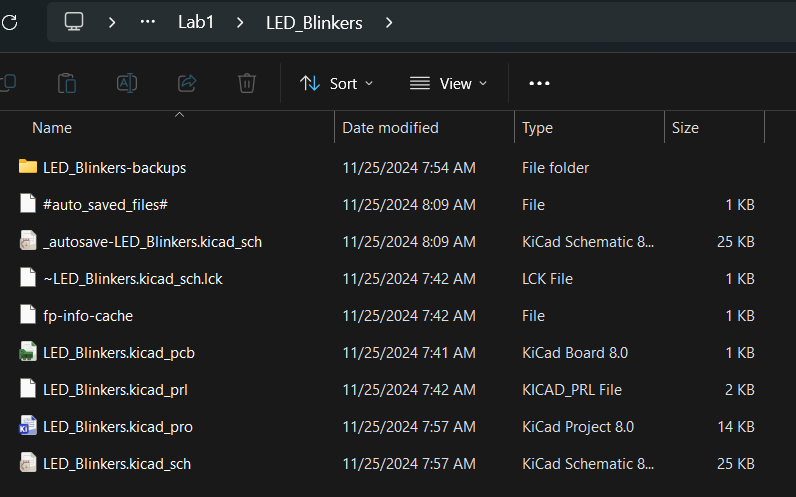 Lab1 LED_Blinkers
Sort View
Name Date modified Type Size
LED_Blinkers-backups 11/25/2024 7:54 AM File folder
#auto_saved_files# 11/25/2024 8:09 AM File 1 KB
_autosave-LED_Blinkers.kicad_sch 11/25/2024 8:09 AM KiCad Schematic 8... 25 KB
~LED_Blinkers.kicad_sch.lck 11/25/2024 7:42 AM LCK File 1 KB
fp-info-cache 11/25/2024 7:42 AM File 1 KB
LED_Blinkers.kicad_pcb 11/25/2024 7:41 AM KiCad Board 8.0 1 KB
LED_Blinkers.kicad_prl 11/25/2024 7:42 AM KICAD_PRL File 2 KB
LED_Blinkers.kicad_pro 11/25/2024 7:57 AM KiCad Project 8.0 14 KB
LED_Blinkers.kicad_sch 11/25/2024 7:57 AM KiCad Schematic 8... 25 KB